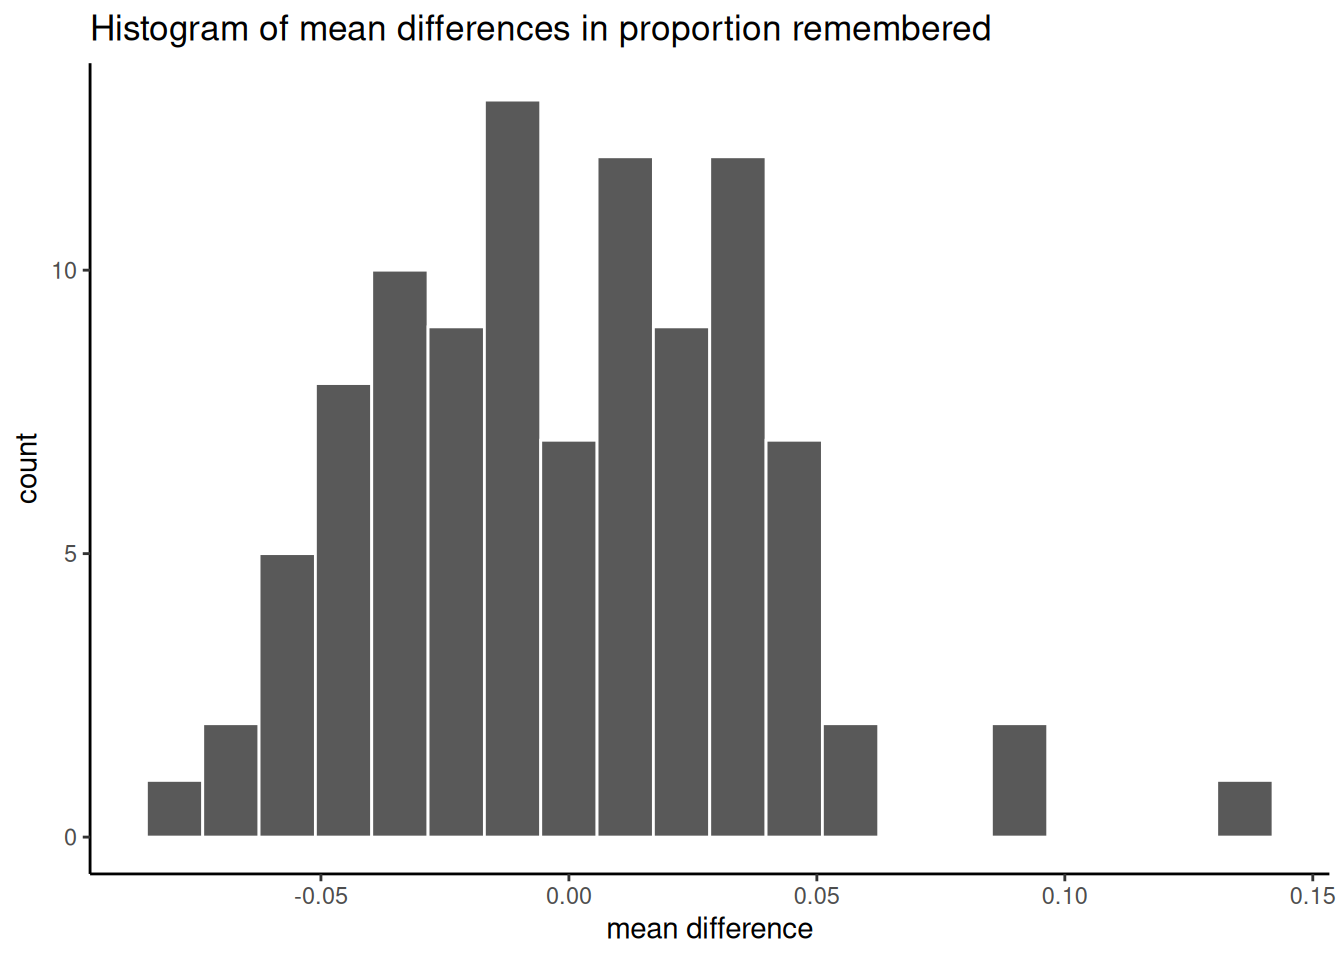 Histogram of mean differences in proportion remembered
count
10
5
0
-0.05 0.00 0.05 0.10 0.15
mean difference